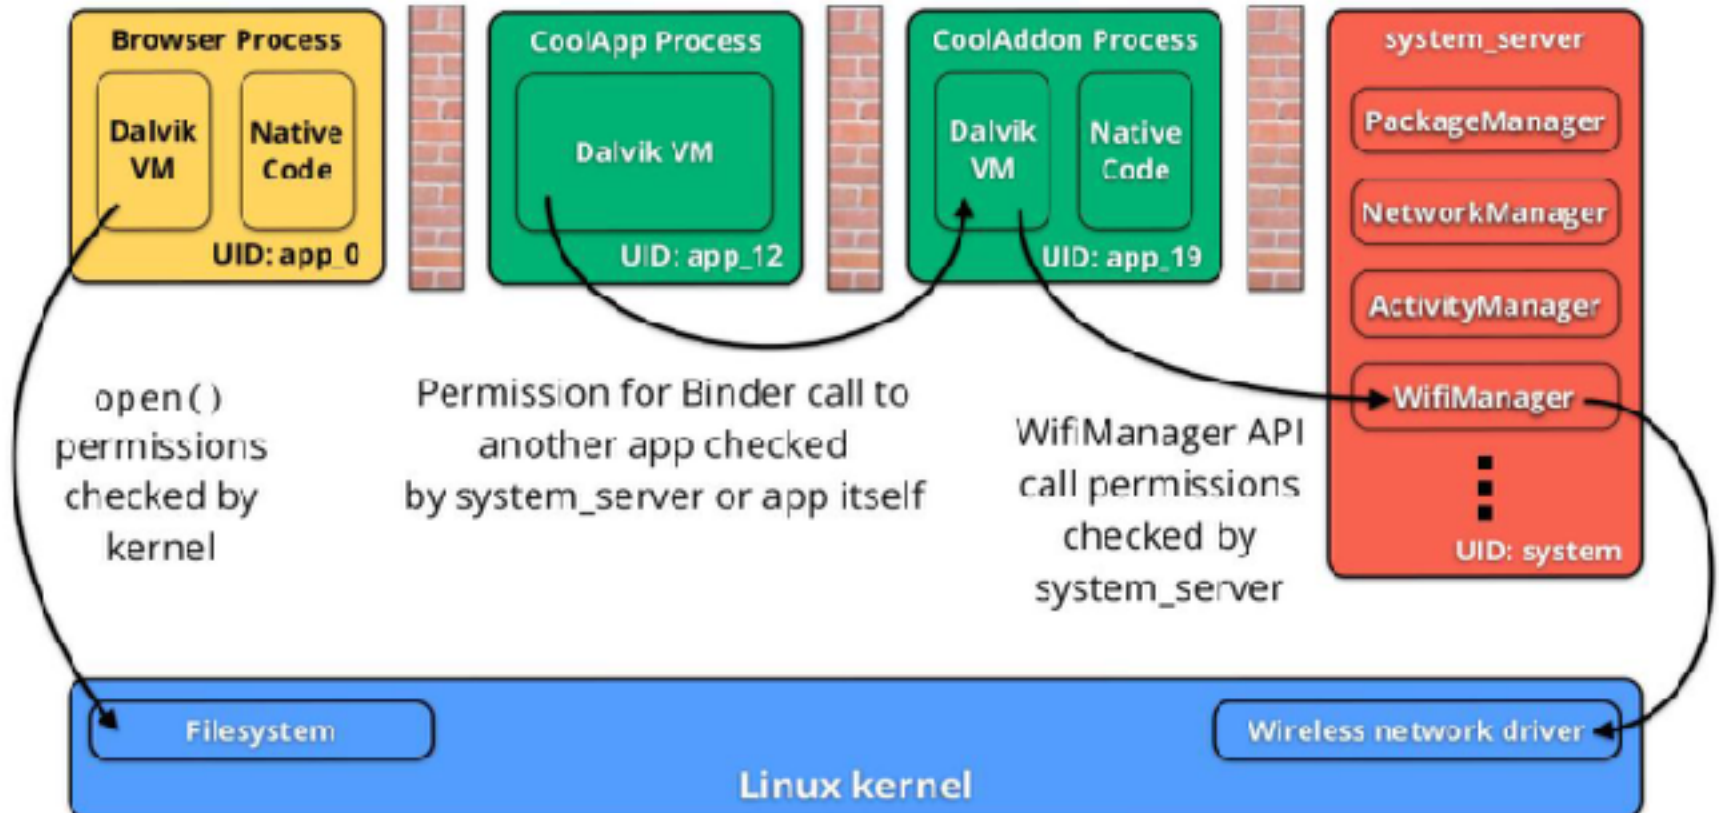 Browser Process
Dalvik
VM
Native
Code
UID: app_0
CoolApp Process
Dalvik VM
UID: app_12
CoolAddon Process
Dalvik
VM
Native
Code
UID: app_19
system_server
PackageManager
NetworkManager
ActivityManager
WifiManager
UID: system
open()
permissions
checked by
kernel
Permission for Binder call to
another app checked
by system_server or app itself
WifiManager API
call permissions
checked by
system_server
Filesystem
Wireless network driver
Linux kernel